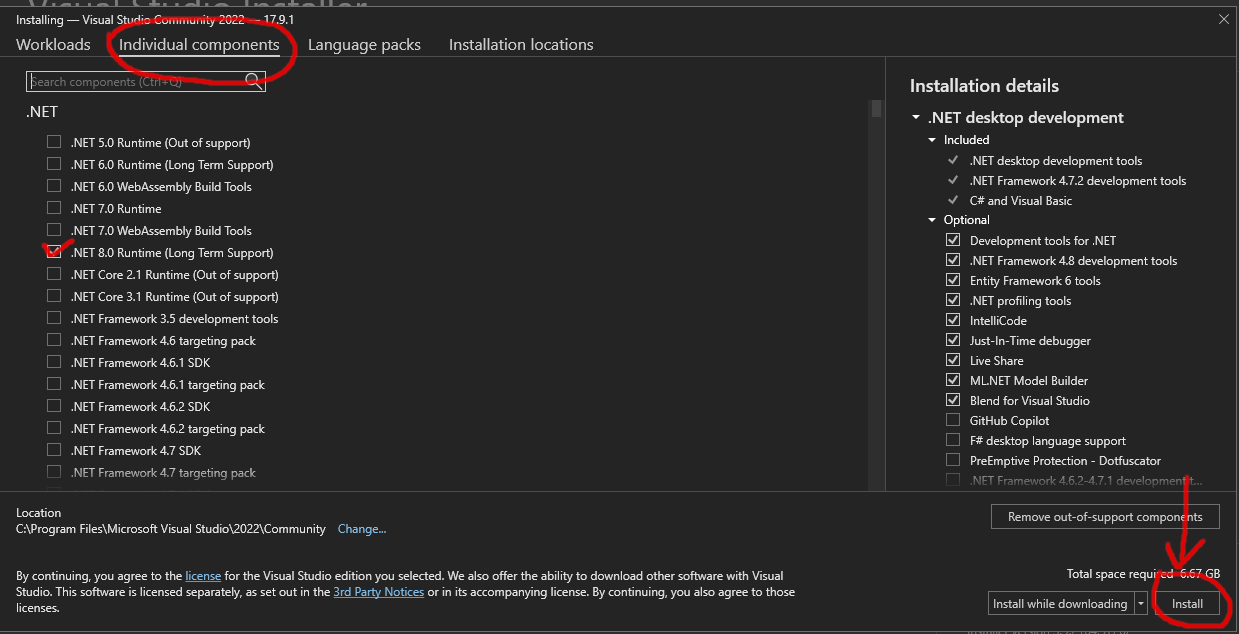 Installing — Visual Studio Community 2022 — 17.9.1
Workloads Individual components Language packs Installation locations
Search components (Ctrl+Q)
.NET
.NET 5.0 Runtime (Out of support)
.NET 6.0 Runtime (Long Term Support)
.NET 6.0 WebAssembly Build Tools
.NET 7.0 Runtime
.NET 7.0 WebAssembly Build Tools
.NET 8.0 Runtime (Long Term Support)
.NET Core 2.1 Runtime (Out of support)
.NET Core 3.1 Runtime (Out of support)
.NET Framework 3.5 development tools
.NET Framework 4.6 targeting pack
.NET Framework 4.6.1 SDK
.NET Framework 4.6.1 targeting pack
.NET Framework 4.6.2 SDK
.NET Framework 4.6.2 targeting pack
.NET Framework 4.7 SDK
.NET Framework 4.7 targeting pack
Installation details
.NET desktop development
Included
.NET desktop development tools
.NET Framework 4.7.2 development tools
C# and Visual Basic
Optional
Development tools for .NET
.NET Framework 4.8 development tools
Entity Framework 6 tools
.NET profiling tools
IntelliCode
Just-In-Time debugger
Live Share
ML.NET Model Builder
Blend for Visual Studio
GitHub Copilot
F# desktop language support
PreEmptive Protection - Dotfuscator
.NET Framework 4.6.2-4.7.1 development t...
Location
C:\Program Files\Microsoft Visual Studio\2022\Community Change...
Remove out-of-support components
By continuing, you agree to the license for the Visual Studio edition you selected. We also offer the ability to download other software with Visual
Studio. This software is licensed separately, as set out in the 3rd Party Notices or in its accompanying license. By continuing, you also agree to those
licenses.
Total space required 6.67 GB
Install while downloading
Install